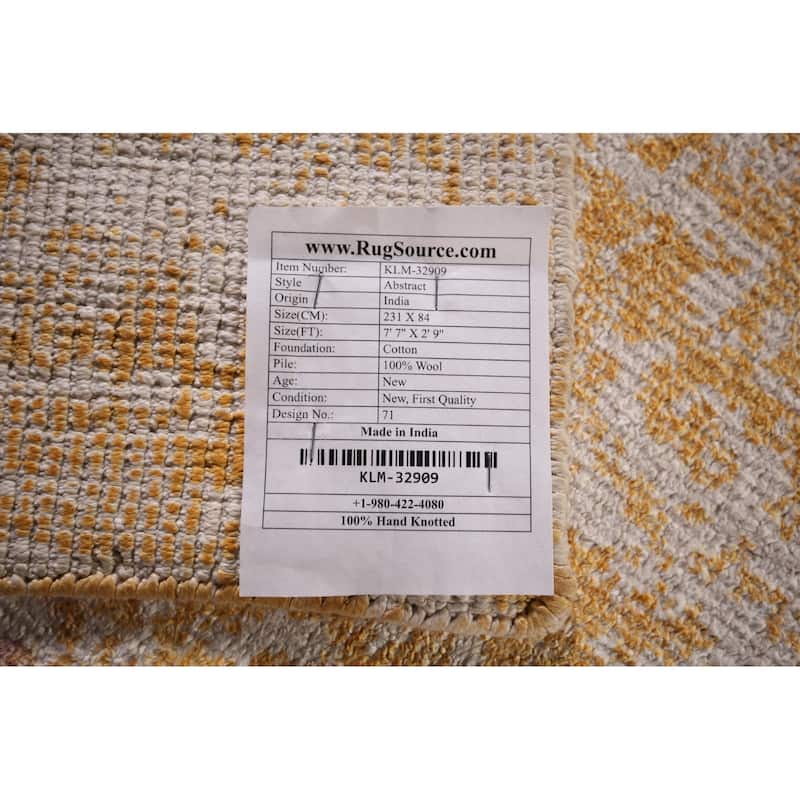 www.RugSource.com
Item Number: KLM-32909
Style Abstract
Origin India
Size(CM): 231 X 84
Size(FT): 7' 7" X 2' 9"
Foundation: Cotton
Pile: 100% Wool
Age: New
Condition: New, First Quality
Design No.: 71
Made in India
KLM-32909
+1-980-422-4080
100% Hand Knotted